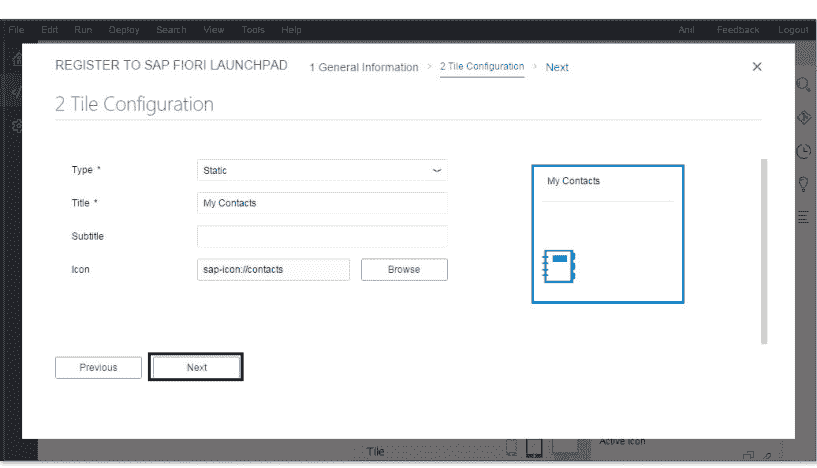 File Edit Run Deploy Search View Tools Help Anil Feedback Logout
REGISTER TO SAP FIORI LAUNCHPAD 1 General Information > 2 Tile Configuration > Next ×
2 Tile Configuration
Type * Static
Title * My Contacts
Subtitle
Icon sap-icon://contacts Browse
My Contacts
Previous Next
Tile
Active Icon